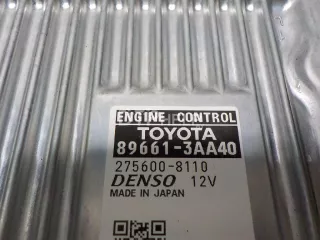 ENGINE CONTROL
TOYOTA
89661-3AA40
275600-8110
DENSO 12V
MADE IN JAPAN